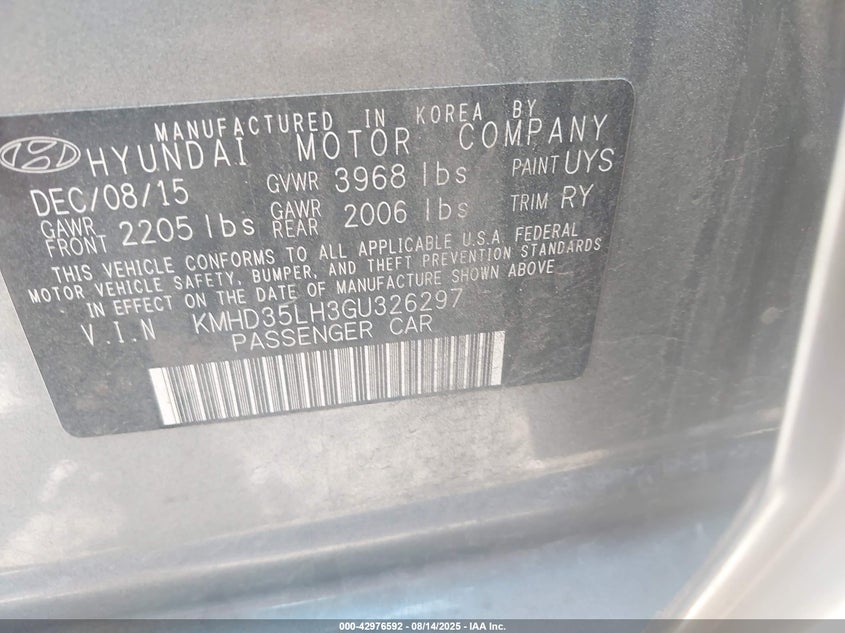 MANUFACTURED IN KOREA BY
HYUNDAI MOTOR COMPANY
DEC/08/15 GVWR 3968 lbs PAINT UYS
GAWR FRONT 2205 lbs GAWR REAR 2006 lbs TRIM RY
THIS VEHICLE CONFORMS TO ALL APPLICABLE U.S.A. FEDERAL
MOTOR VEHICLE SAFETY, BUMPER, AND THEFT PREVENTION STANDARDS
IN EFFECT ON THE DATE OF MANUFACTURE SHOWN ABOVE
V.I.N KMHD35LH3GU326297
PASSENGER CAR
000-42976592 - 08/14/2025 - IAA Inc.